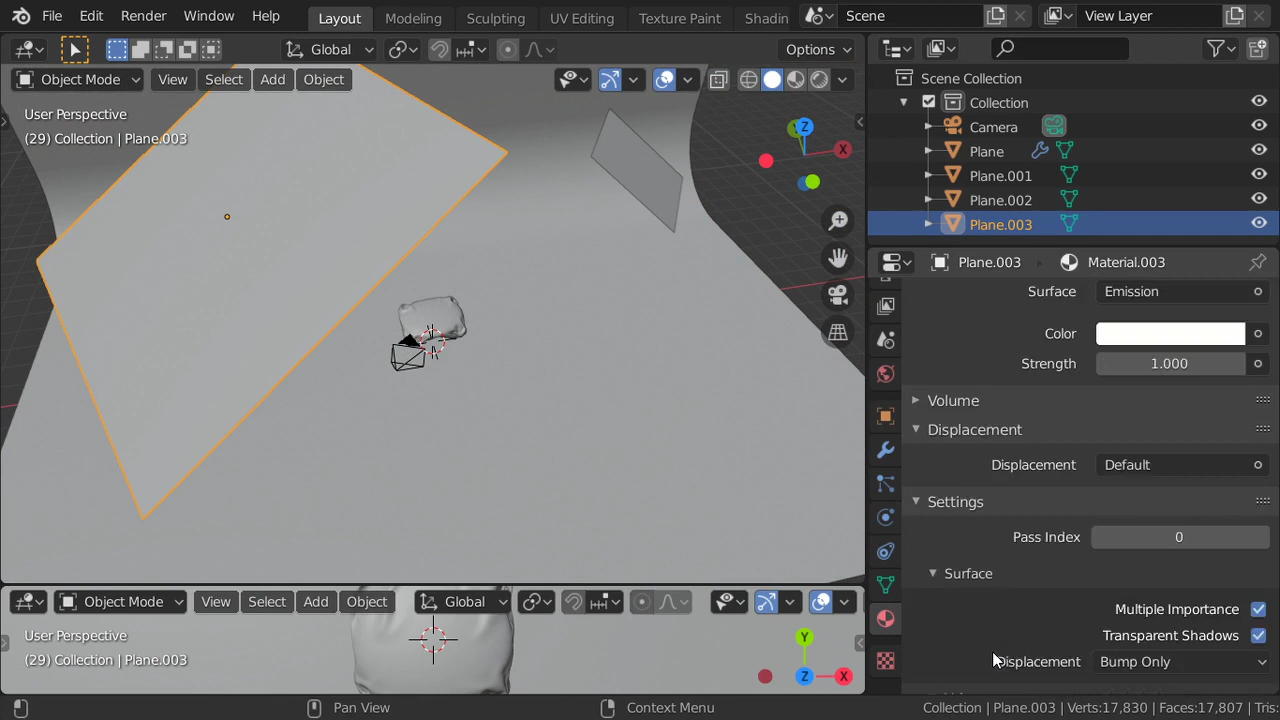 File Edit Render Window Help Layout Modeling Sculpting UV Editing Texture Paint Shadin Scene View Layer
Global Options
Object Mode View Select Add Object
User Perspective
(29) Collection | Plane.003
Z
X
Scene Collection
Collection
Camera
Plane
Plane.001
Plane.002
Plane.003
Plane.003 Material.003
Surface Emission
Color
Strength 1.000
Volume
Displacement
Displacement Default
Settings
Pass Index 0
Surface
Multiple Importance
Transparent Shadows
Displacement Bump Only
Object Mode View Select Add Object Global
User Perspective
(29) Collection | Plane.003
Y
Z X
Pan View Context Menu Collection | Plane.003 | Verts:17,830 | Faces:17,807 | Tris: